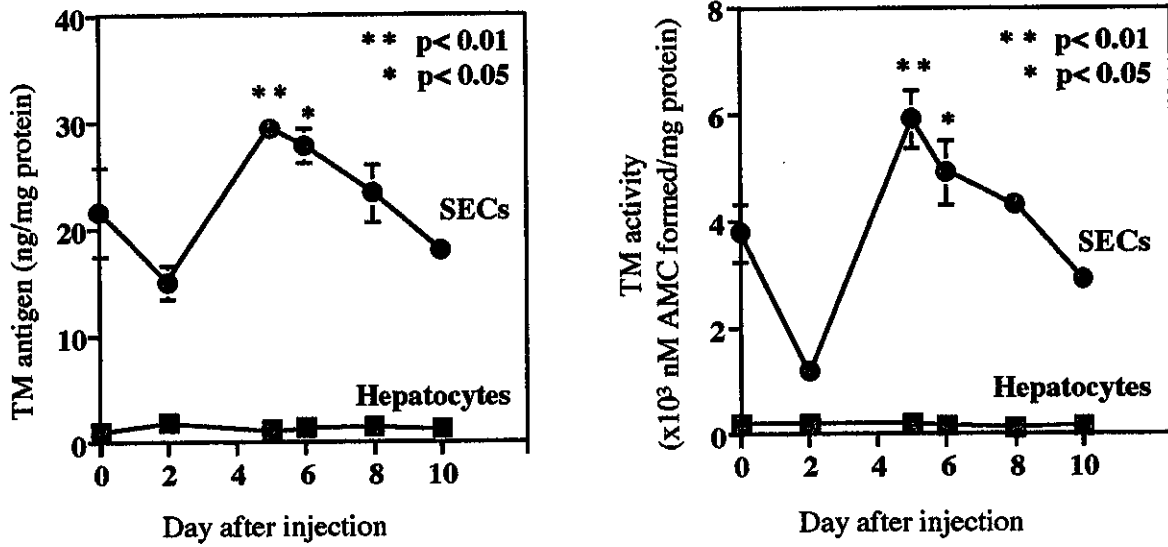 TM antigen (ng/mg protein)
40
30
20
10
0
* * p< 0.01
* p< 0.05
* *
*
SECs
Hepatocytes
0 2 4 6 8 10
Day after injection
TM activity
(x10³ nM AMC formed/mg protein)
8
6
4
2
0
* * p< 0.01
* p< 0.05
* *
*
SECs
Hepatocytes
0 2 4 6 8 10
Day after injection